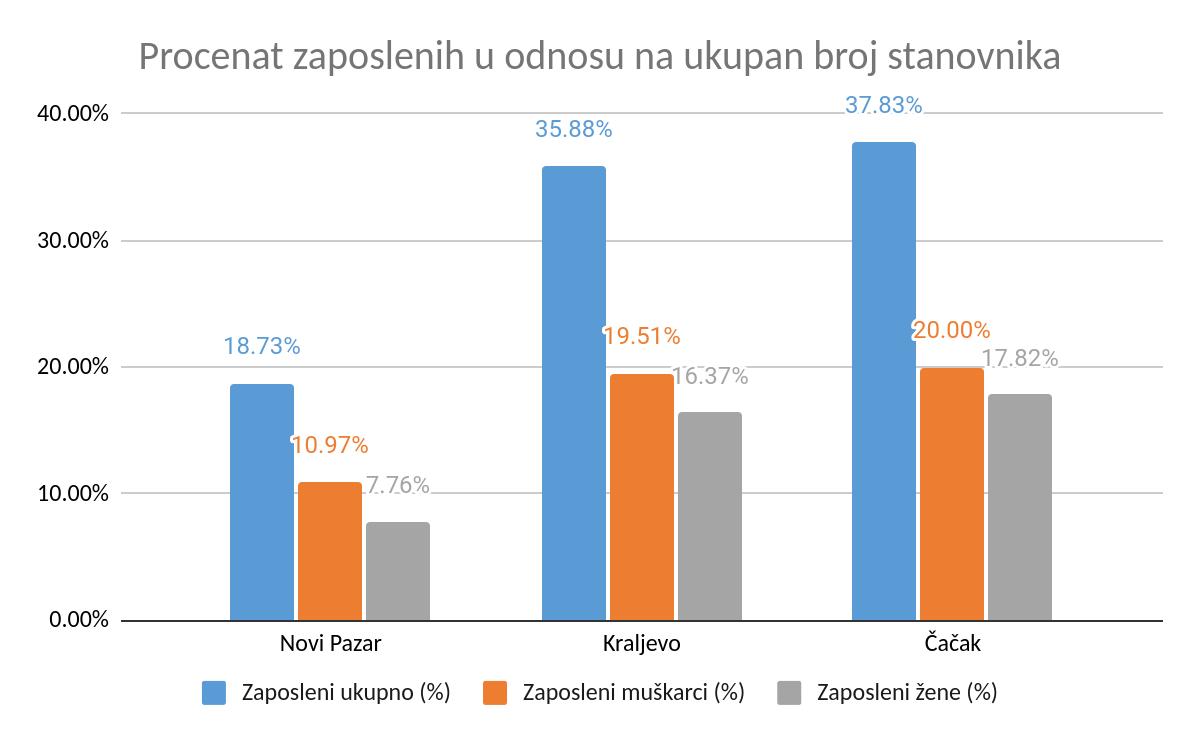 Procenat zaposlenih u odnosu na ukupan broj stanovnika
40.00%
30.00%
20.00%
10.00%
0.00%
18.73%
10.97%
7.76%
35.88%
19.51%
16.37%
37.83%
20.00%
17.82%
Novi Pazar
Kraljevo
Čačak
Zaposleni ukupno (%)
Zaposleni muškarci (%)
Zaposleni žene (%)